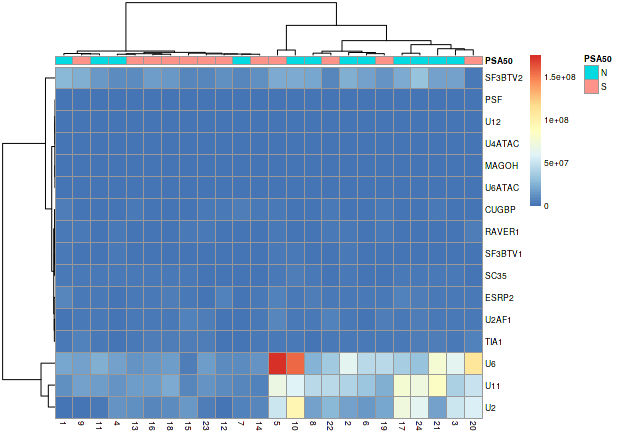 PSA50
SF3BTV2
PSF
U12
U4ATAC
MAGOH
U6ATAC
CUGBP
RAVER1
SF3BTV1
SC35
ESRP2
U2AF1
TIA1
U6
U11
U2
1 9 11 4 13 16 18 15 23 12 7 14 5 10 8 22 2 6 19 17 24 21 3 20
1.5e+08
1e+08
5e+07
0
PSA50
N
S